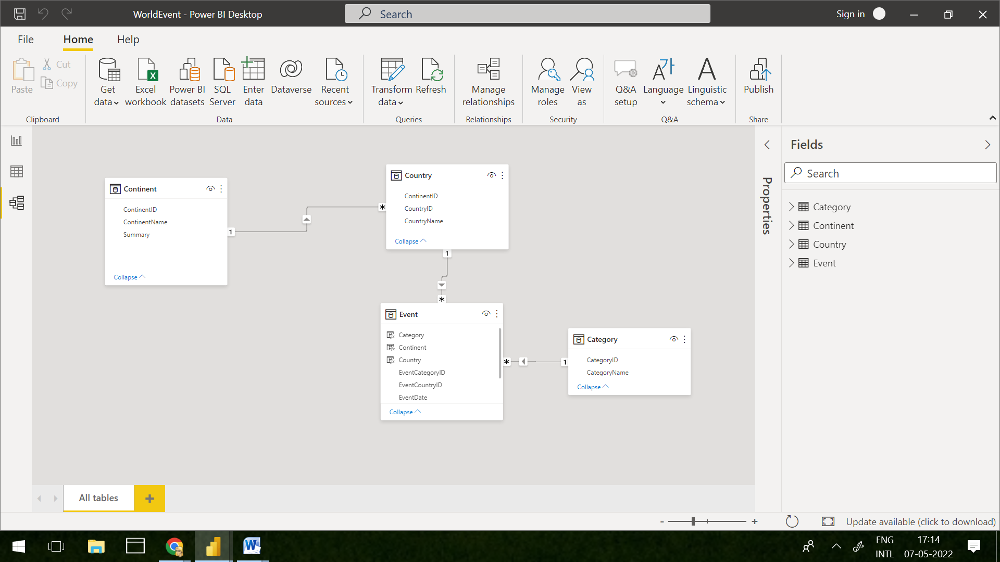 WorldEvent - Power BI Desktop
Search
Sign in
File
Home
Help
Paste
Cut
Copy
Clipboard
Get data
Excel workbook
Power BI datasets
SQL Server
Enter data
Dataverse
Recent sources
Data
Transform data
Refresh
Queries
Manage relationships
Relationships
Manage roles
View as
Security
Q&A setup
Language
Linguistic schema
Q&A
Publish
Share
Continent
ContinentID
ContinentName
Summary
Collapse
1
*
Country
ContinentID
CountryID
CountryName
Collapse
1
*
Event
Category
Continent
Country
EventCategoryID
EventCountryID
EventDate
Collapse
*
1
Category
CategoryID
CategoryName
Collapse
Properties
Fields
Search
Category
Continent
Country
Event
All tables
+
- +
Update available (click to download)
ENG
INTL
17:14
07-05-2022